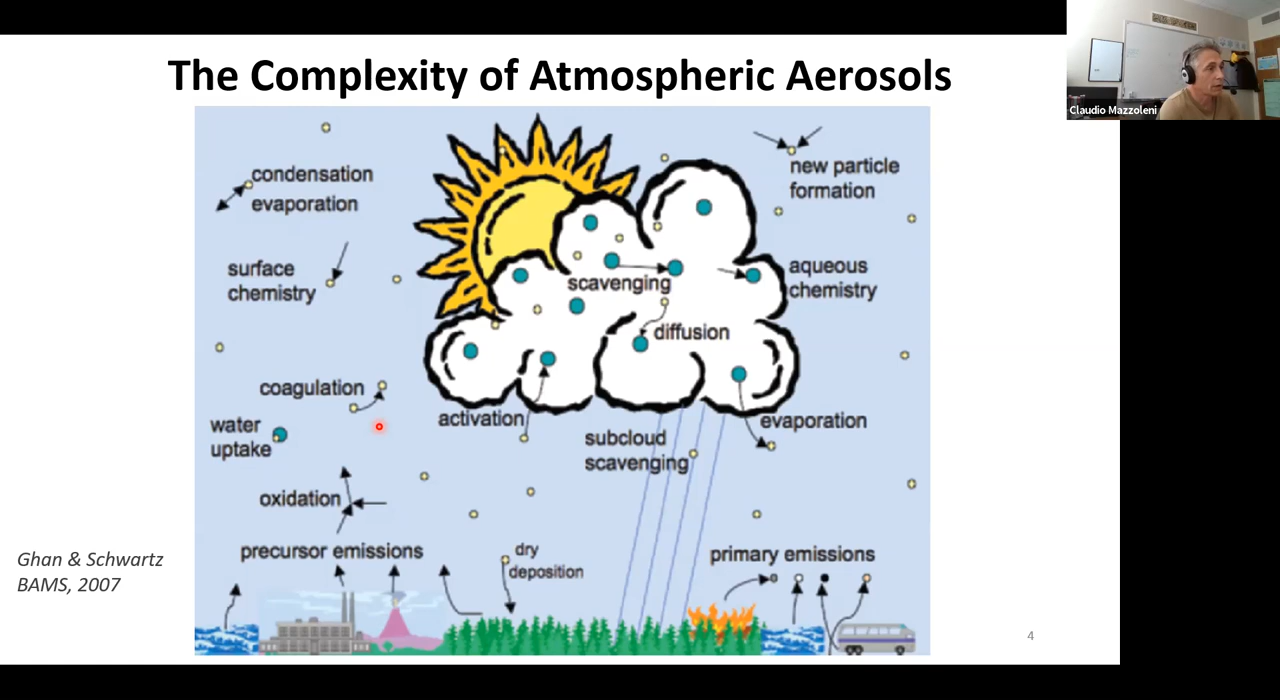 The Complexity of Atmospheric Aerosols
Claudio Mazzoleni
condensation
evaporation
new particle
formation
surface
chemistry
scavenging
aqueous
chemistry
diffusion
coagulation
activation
evaporation
water
uptake
subcloud
scavenging
oxidation
precursor emissions
dry
deposition
primary emissions
Ghan & Schwartz
BAMS, 2007
4